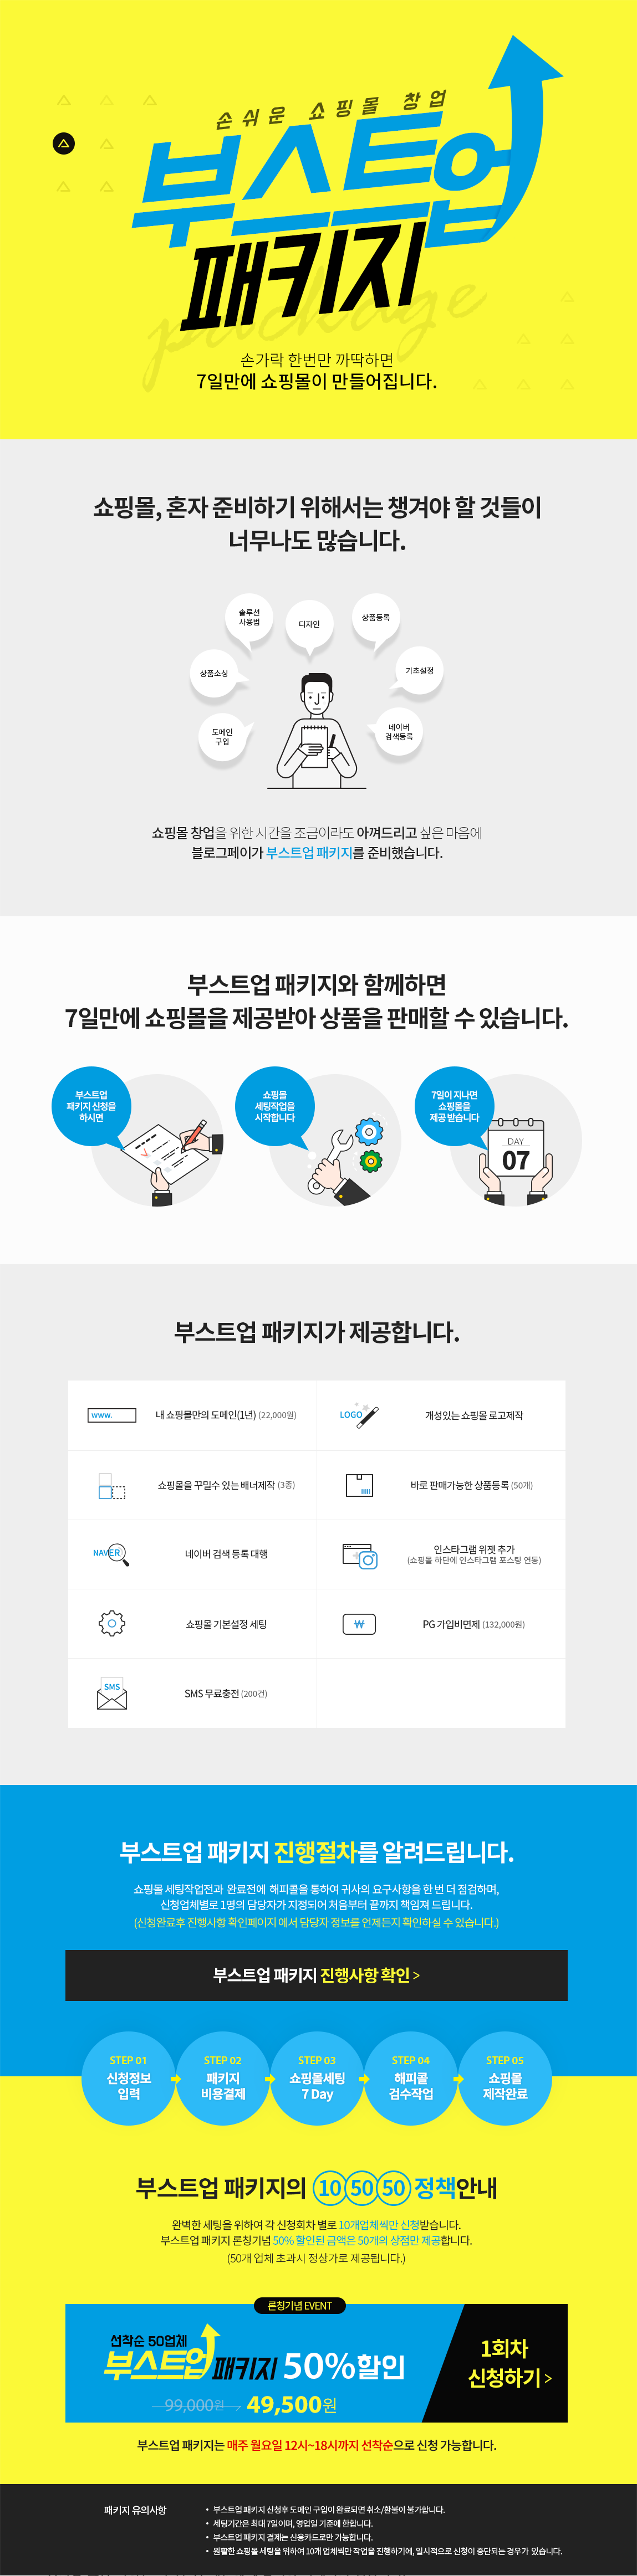 손쉬운 쇼핑몰 창업
부스트업
패키지
package
손가락 한번만 까딱하면
7일만에 쇼핑몰이 만들어집니다.
쇼핑몰, 혼자 준비하기 위해서는 챙겨야 할 것들이
너무나도 많습니다.
솔루션
사용법
디자인
상품등록
상품소싱
기초설정
도메인
구입
네이버
검색등록
쇼핑몰 창업을 위한 시간을 조금이라도 아껴드리고 싶은 마음에
블로그페이가 부스트업 패키지를 준비했습니다.
부스트업 패키지와 함께하면
7일만에 쇼핑몰을 제공받아 상품을 판매할 수 있습니다.
부스트업
패키지 신청을
하시면
쇼핑몰
세팅작업을
시작합니다
7일이 지나면
쇼핑몰을
제공 받습니다
DAY
07
부스트업 패키지가 제공합니다.
www.
내 쇼핑몰만의 도메인(1년) (22,000원)
LOGO
개성있는 쇼핑몰 로고제작
쇼핑몰을 꾸밀수 있는 배너제작 (3종)
바로 판매가능한 상품등록 (50개)
NAVER
네이버 검색 등록 대행
인스타그램 위젯 추가
(쇼핑몰 하단에 인스타그램 포스팅 연동)
쇼핑몰 기본설정 세팅
₩
PG 가입비면제 (132,000원)
SMS
SMS 무료충전 (200건)
부스트업 패키지 진행절차를 알려드립니다.
쇼핑몰 세팅작업전과 완료전에 해피콜을 통하여 귀사의 요구사항을 한 번 더 점검하며,
신청업체별로 1명의 담당자가 지정되어 처음부터 끝까지 책임져 드립니다.
(신청완료후 진행사항 확인페이지 에서 담당자 정보를 언제든지 확인하실 수 있습니다.)
부스트업 패키지 진행사항 확인 >
STEP 01
신청정보
입력
STEP 02
패키지
비용결제
STEP 03
쇼핑몰세팅
7 Day
STEP 04
해피콜
검수작업
STEP 05
쇼핑몰
제작완료
부스트업 패키지의 10 50 50 정책안내
완벽한 세팅을 위하여 각 신청회차 별로 10개업체씩만 신청받습니다.
부스트업 패키지 론칭기념 50% 할인된 금액은 50개의 상점만 제공합니다.
(50개 업체 초과시 정상가로 제공됩니다.)
론칭기념 EVENT
선착순 50업체
부스트업 패키지 50%할인
99,000원 49,500원
1회차
신청하기 >
부스트업 패키지는 매주 월요일 12시~18시까지 선착순으로 신청 가능합니다.
패키지 유의사항
• 부스트업 패키지 신청후 도메인 구입이 완료되면 취소/환불이 불가합니다.
• 세팅기간은 최대 7일이며, 영업일 기준에 한합니다.
• 부스트업 패키지 결제는 신용카드로만 가능합니다.
• 원활한 쇼핑몰 세팅을 위하여 10개 업체씩만 작업을 진행하기에, 일시적으로 신청이 중단되는 경우가 있습니다.